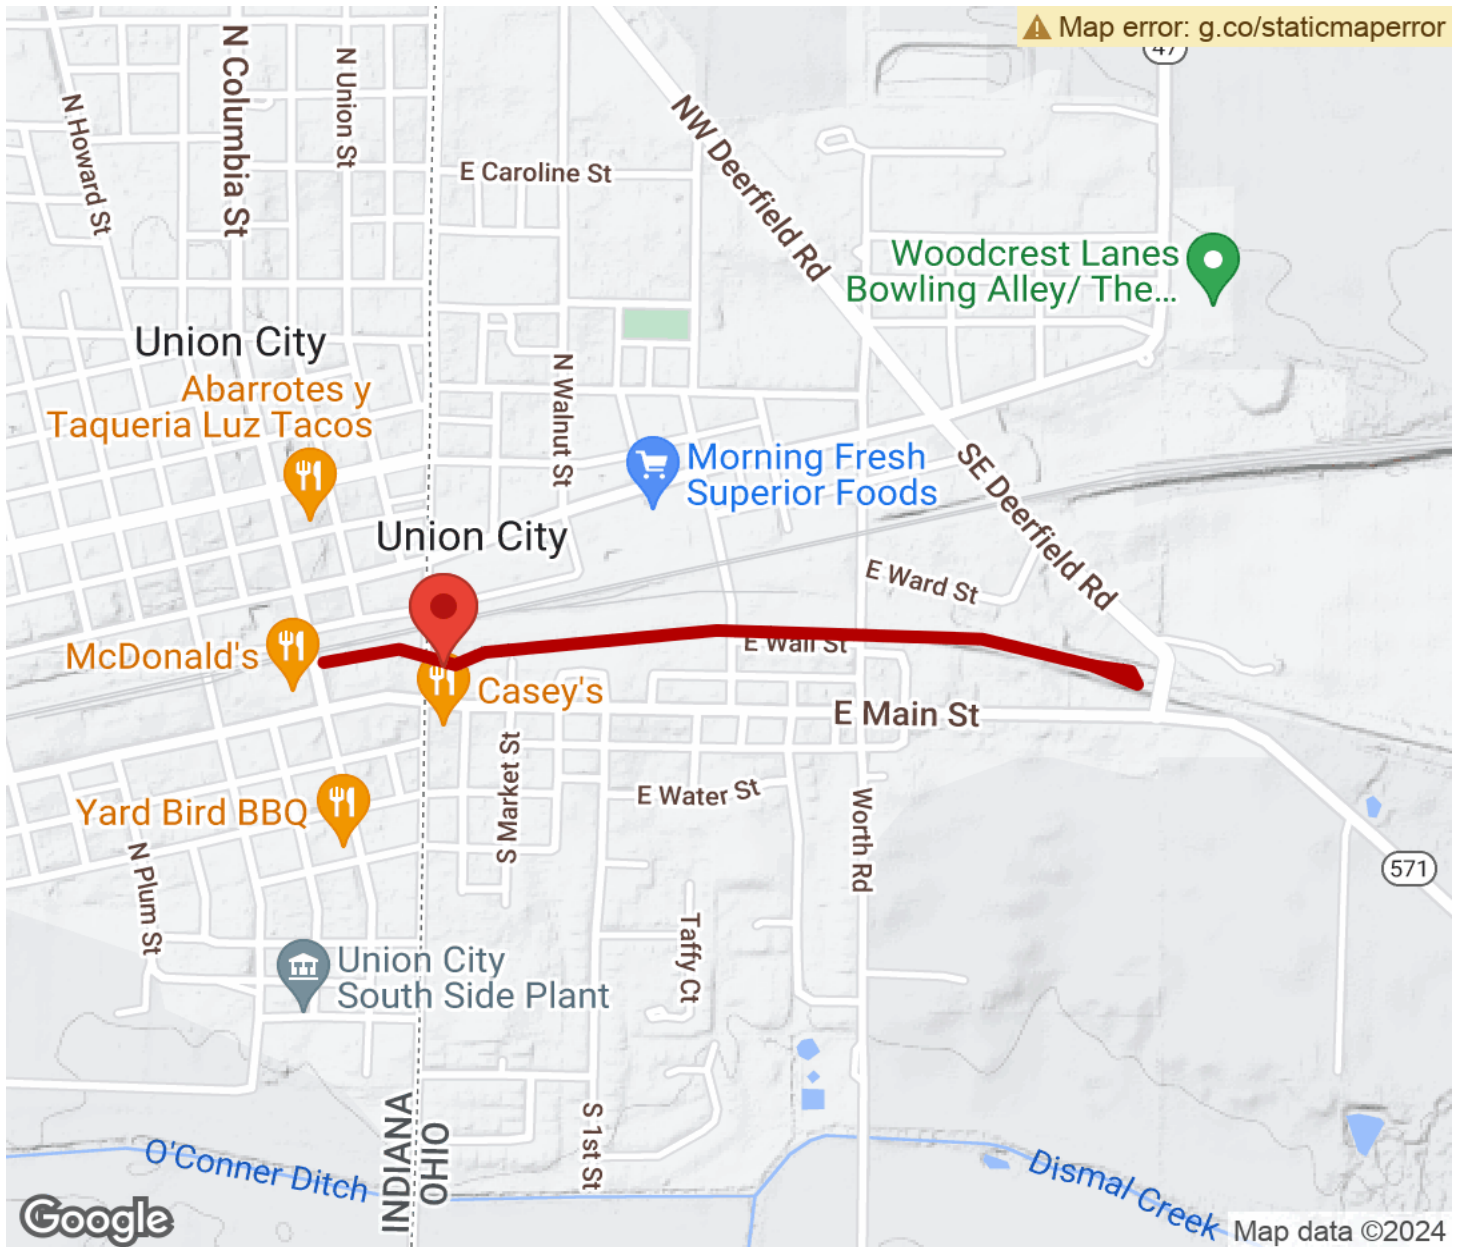 Map error: g.co/staticmaperror
47
N Columbia St
N Union St
N Howard St
NW Deerfield Rd
E Caroline St
Woodcrest Lanes
Bowling Alley/ The...
Union City
Abarrotes y
Taqueria Luz Tacos
N Walnut St
Morning Fresh
Superior Foods
SE Deerfield Rd
Union City
E Ward St
McDonald's
E Wall St
Casey's
E Main St
S Market St
Yard Bird BBQ
E Water St
Worth Rd
N Plum St
571
Taffy Ct
Union City
South Side Plant
INDIANA
OHIO
S 1st St
O'Conner Ditch
Dismal Creek
Google
Map data ©2024